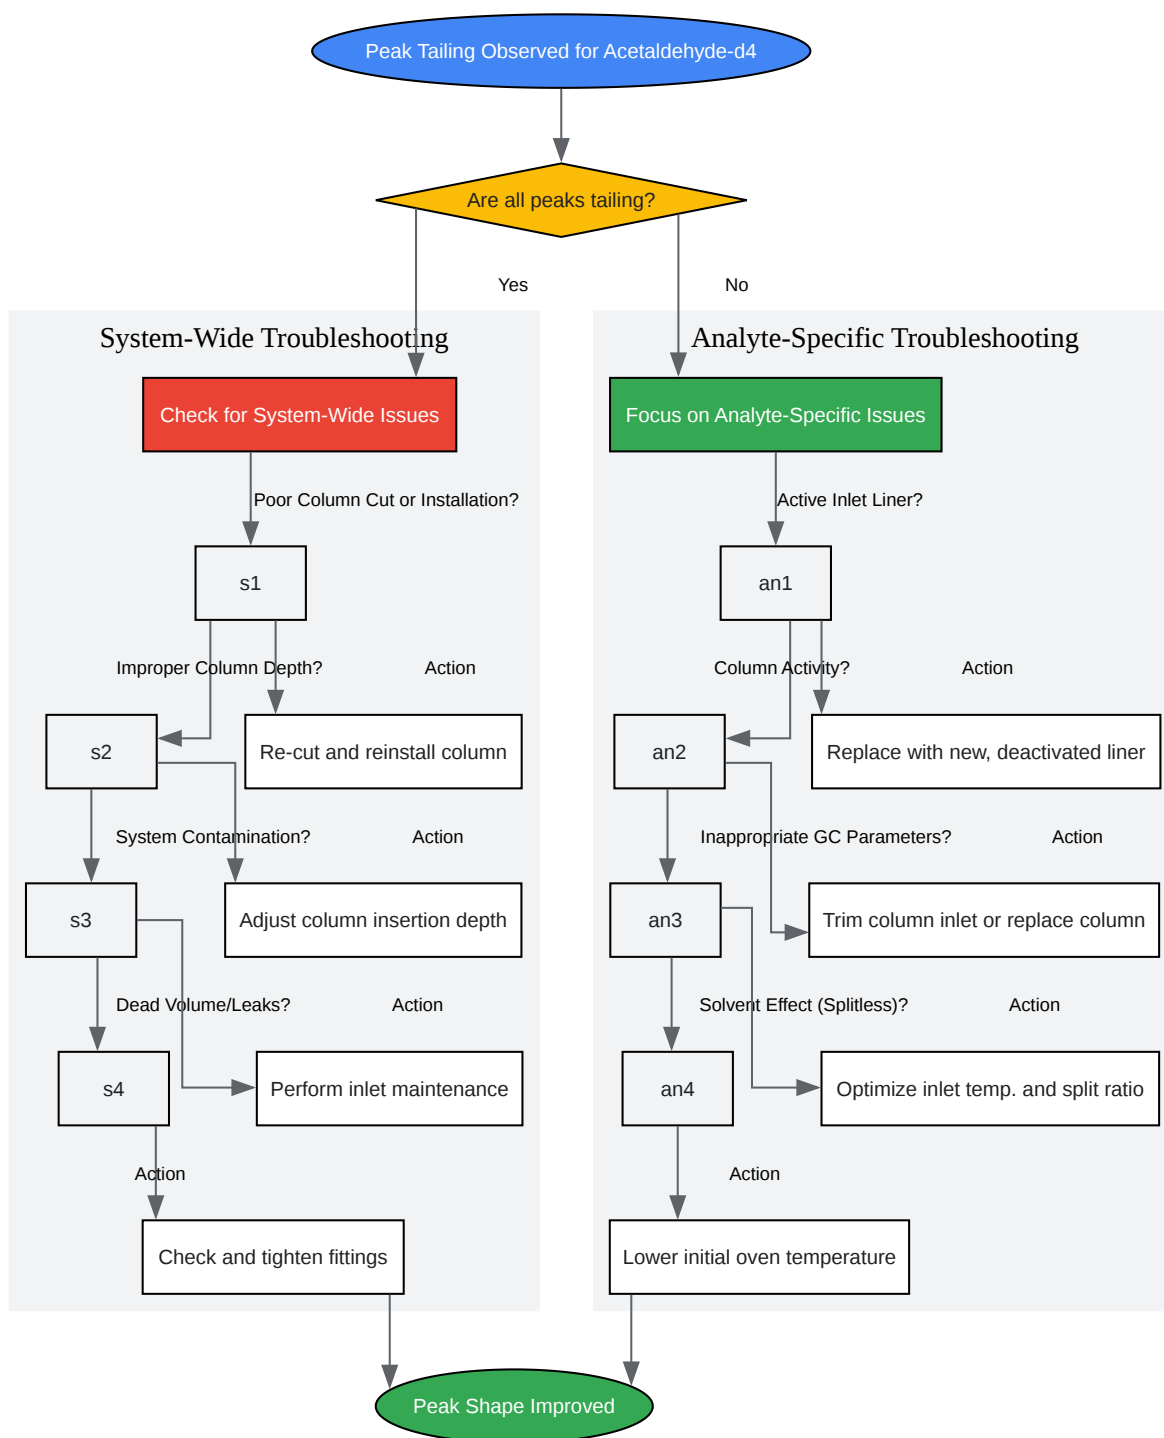 Peak Tailing Observed for Acetaldehyde-d4
Are all peaks tailing?
Yes
No
System-Wide Troubleshooting
Analyte-Specific Troubleshooting
Check for System-Wide Issues
Focus on Analyte-Specific Issues
Poor Column Cut or Installation?
Active Inlet Liner?
s1
an1
Improper Column Depth?
Action
Column Activity?
Action
s2
Re-cut and reinstall column
an2
Replace with new, deactivated liner
System Contamination?
Action
Inappropriate GC Parameters?
Action
s3
Adjust column insertion depth
an3
Trim column inlet or replace column
Dead Volume/Leaks?
Action
Solvent Effect (Splitless)?
Action
s4
Perform inlet maintenance
an4
Optimize inlet temp. and split ratio
Action
Action
Check and tighten fittings
Lower initial oven temperature
Peak Shape Improved